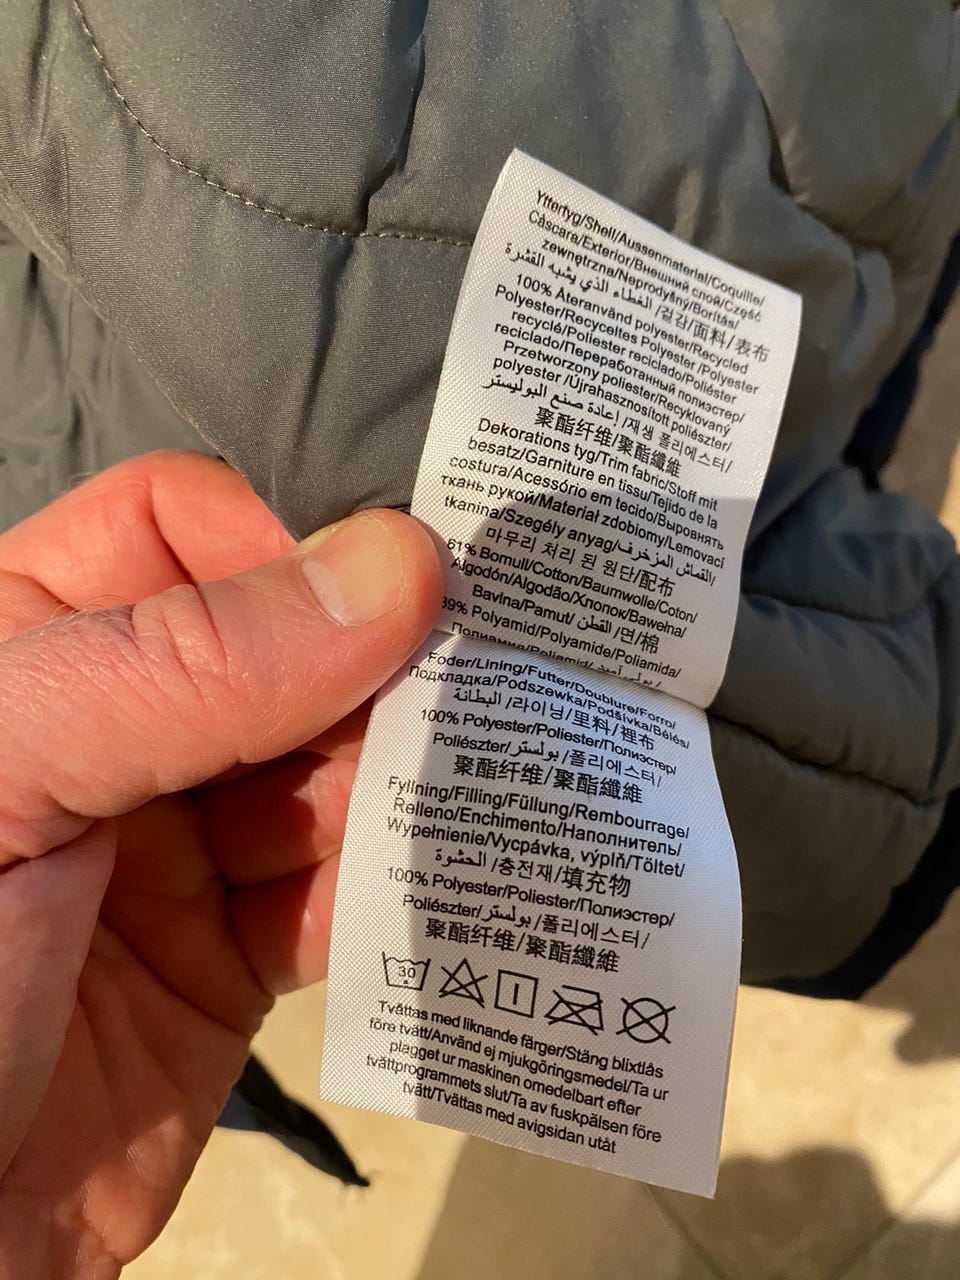 Yttertyg/Shell/Aussenmaterial/Coquille/
Cáscara/Exterior/Внешний слой/Część
zewnętrzna/Neprodyšný/Borítás/
الغطاء الذي يشبه القشرة/겉감/面料/表布
100% Återanvänd polyester/Recycled
Polyester/Recyceltes Polyester /Polyester
recyclé/Poliester reciclado/Poliéster
reciclado/Переработанный полиэстер/
Przetworzony poliester/Recyklovaný
polyester /Újrahasznosított poliészter/
إعادة صنع البوليستر /재생 폴리에스터/
聚酯纤维/聚酯纖維
Dekorations tyg/Trim fabric/Stoff mit
besatz/Garniture en tissu/Tejido de la
costura/Acessório em tecido/Выровнять
ткань рукой/Materiał zdobiony/Lemovací
tkanina/Szegély anyag/القماش المزخرف/
마무리 처리 된 원단/配布
61% Bomull/Cotton/Baumwolle/Coton/
Algodón/Algodão/Хлопок/Bawełna/
Bavlna/Pamut/ القطن /면/棉
39% Polyamid/Polyamide/Poliamida/
Полиамид/Poliamid/
Foder/Lining/Futter/Doublure/Forro/
Подкладка/Podszewka/Podšívka/Bélés/
البطانة /라이닝/里料/裡布
100% Polyester/Poliester/Полиэстер/
Poliészter/بولستر /폴리에스터/
聚酯纤维/聚酯纖維
Fyllning/Filling/Füllung/Rembourrage/
Relleno/Enchimento/Наполнитель/
Wypełnienie/Vycpávka, výplň/Töltet/
الحشوة /충전재/填充物
100% Polyester/Poliester/Полиэстер/
Poliészter/بولستر /폴리에스터/
聚酯纤维/聚酯纖維
30
Tvättas med liknande färger/Stäng blixtlås
före tvätt/Använd ej mjukgöringsmedel/Ta ur
plagget ur maskinen omedelbart efter
tvättprogrammets slut/Ta av fuskpälsen före
tvätt/Tvättas med avigsidan utåt